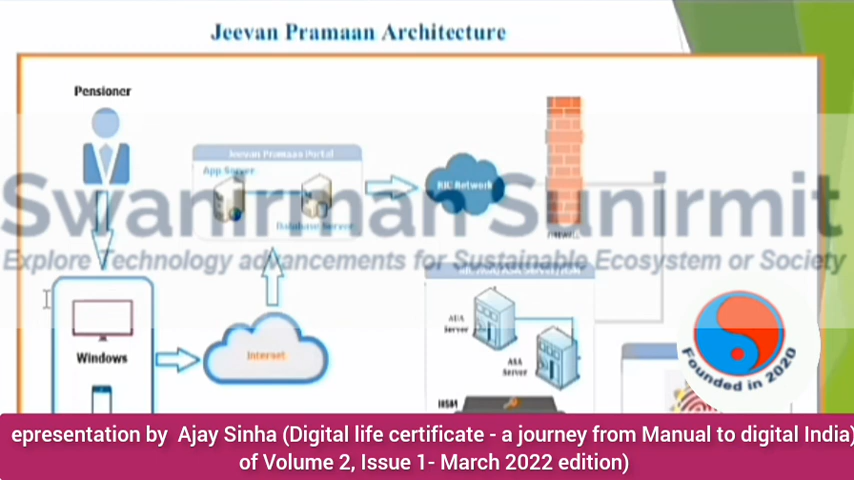 Jeevan Pramaan Architecture
Pensioner
Jeevan Pramaan Portal
App Server
Database Server
NIC Network
Swanirman Sunirmit
Explore Technology advancements for Sustainable Ecosystem or Society
Windows
Internet
AUA
Server
ASA
Server
Founded in 2020
epresentation by Ajay Sinha (Digital life certificate - a journey from Manual to digital India)
of Volume 2, Issue 1- March 2022 edition)